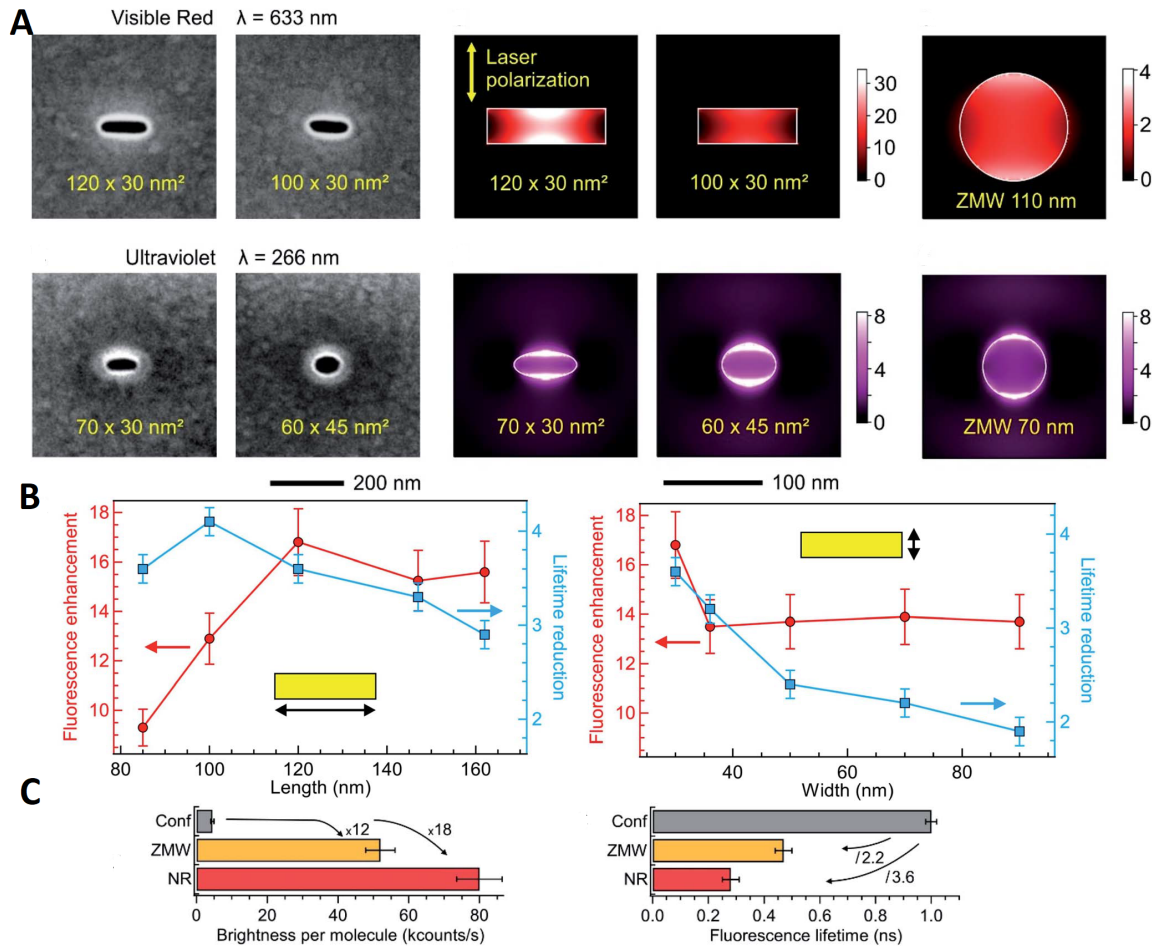 A
Visible Red λ = 633 nm
Laser
polarization
120 x 30 nm²
100 x 30 nm²
120 x 30 nm²
100 x 30 nm²
ZMW 110 nm
30
20
10
0
4
2
0
Ultraviolet λ = 266 nm
70 x 30 nm²
60 x 45 nm²
70 x 30 nm²
60 x 45 nm²
ZMW 70 nm
8
4
0
8
4
0
200 nm
100 nm
B
Fluorescence enhancement
18
16
14
12
10
80 100 120 140 160
Length (nm)
4
3
2
Lifetime reduction
Fluorescence enhancement
18
16
14
12
10
40 60 80
Width (nm)
4
3
2
Lifetime reduction
C
Conf
ZMW
NR
x12
x18
0 20 40 60 80
Brightness per molecule (kcounts/s)
Conf
ZMW
NR
/2.2
/3.6
0.0 0.2 0.4 0.6 0.8 1.0
Fluorescence lifetime (ns)